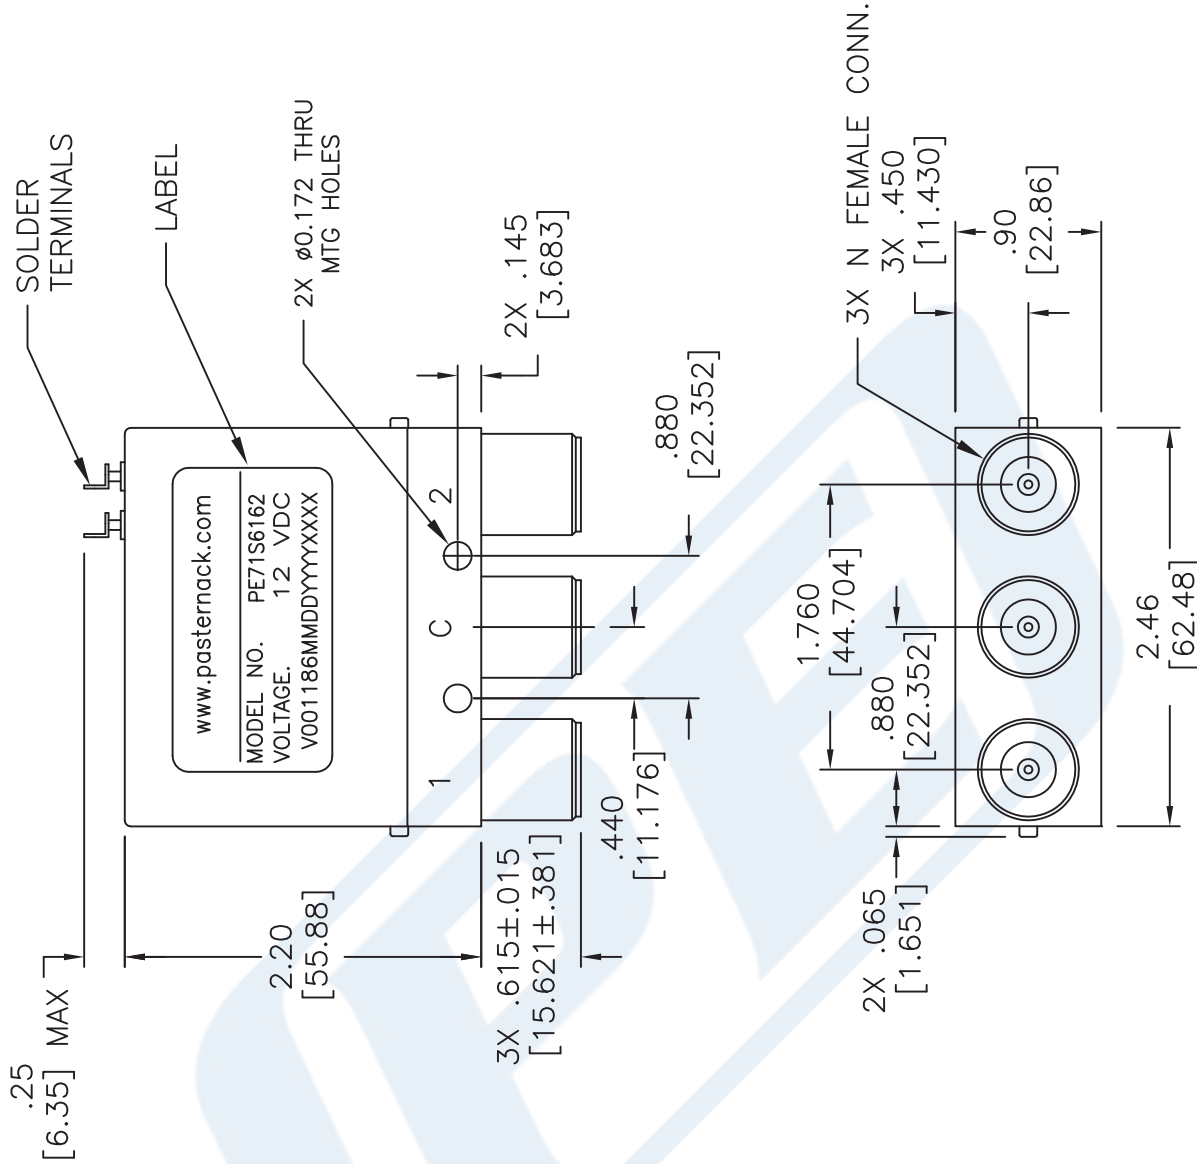 SOLDER
TERMINALS
LABEL
2X ø0.172 THRU
MTG HOLES
2X .145
[3.683]
.880
[22.352]
www.pasternack.com
MODEL NO. PE71S6162
VOLTAGE. 12 VDC
V001186MMDDYYYYXXXX
1
C
2
.25
[6.35] MAX
2.20
[55.88]
3X .615±.015
[15.621±.381]
.440
[11.176]
3X N FEMALE CONN.
3X .450
[11.430]
.90
[22.86]
1.760
[44.704]
.880
[22.352]
2X .065
[1.651]
2.46
[62.48]
PEI